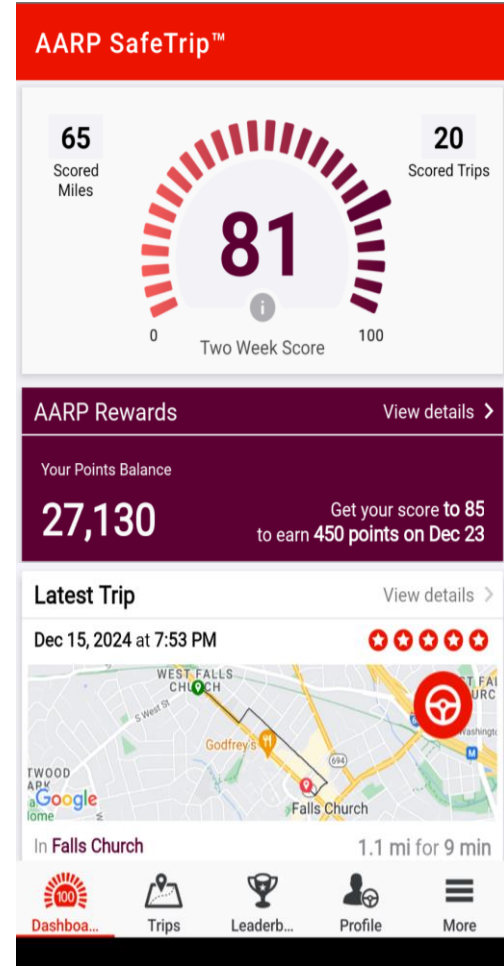 AARP SafeTrip™
65
Scored
Miles
20
Scored Trips
81
0
Two Week Score
100
AARP Rewards
View details
Your Points Balance
27,130
Get your score to 85
to earn 450 points on Dec 23
Latest Trip
View details
Dec 15, 2024 at 7:53 PM
WEST FALLS
CHURCH
S West St
Godfrey's
694
Falls Church
Google
In Falls Church
1.1 mi for 9 min
100
Dashboa...
Trips
Leaderb...
Profile
More